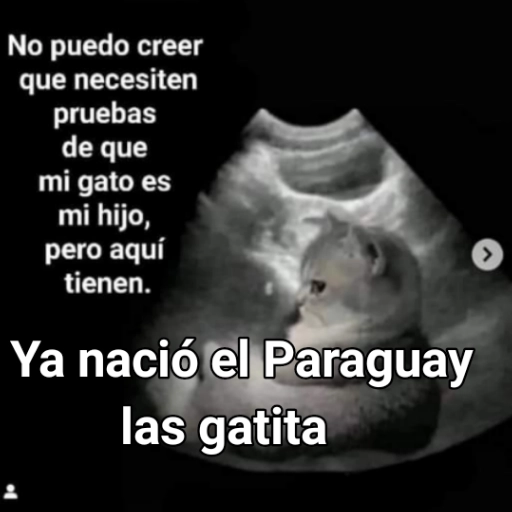 No puedo creer
que necesiten
pruebas
de que
mi gato es
mi hijo,
pero aquí
tienen.
Ya nació el Paraguay
las gatita